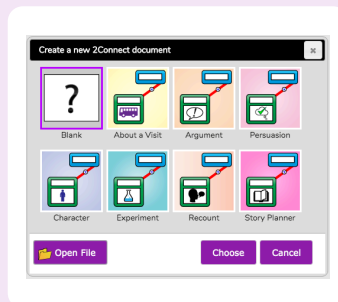 Create a new 2Connect document
?
Blank
About a Visit
Argument
Persuasion
Character
Experiment
Recount
Story Planner
Open File
Choose
Cancel